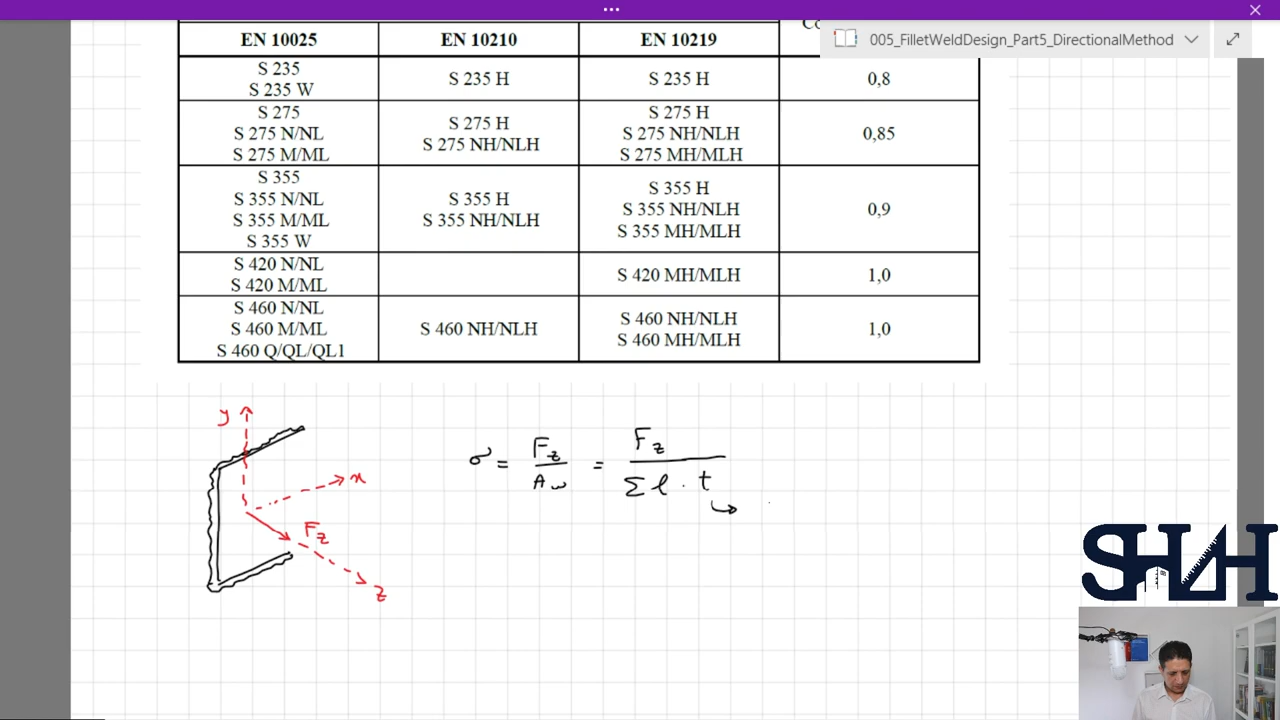 005_FilletWeldDesign_Part5_DirectionalMethod
EN 10025 EN 10210 EN 10219
S 235
S 235 W
S 235 H
S 235 H
0,8
S 275
S 275 N/NL
S 275 M/ML
S 275 H
S 275 NH/NLH
S 275 H
S 275 NH/NLH
S 275 MH/MLH
0,85
S 355
S 355 N/NL
S 355 M/ML
S 355 W
S 355 H
S 355 NH/NLH
S 355 H
S 355 NH/NLH
S 355 MH/MLH
0,9
S 420 N/NL
S 420 M/ML
S 420 MH/MLH
1,0
S 460 N/NL
S 460 M/ML
S 460 Q/QL/QL1
S 460 NH/NLH
S 460 NH/NLH
S 460 MH/MLH
1,0
y
x
Fz
z
σ = Fz / Aw = Fz / Σl · t